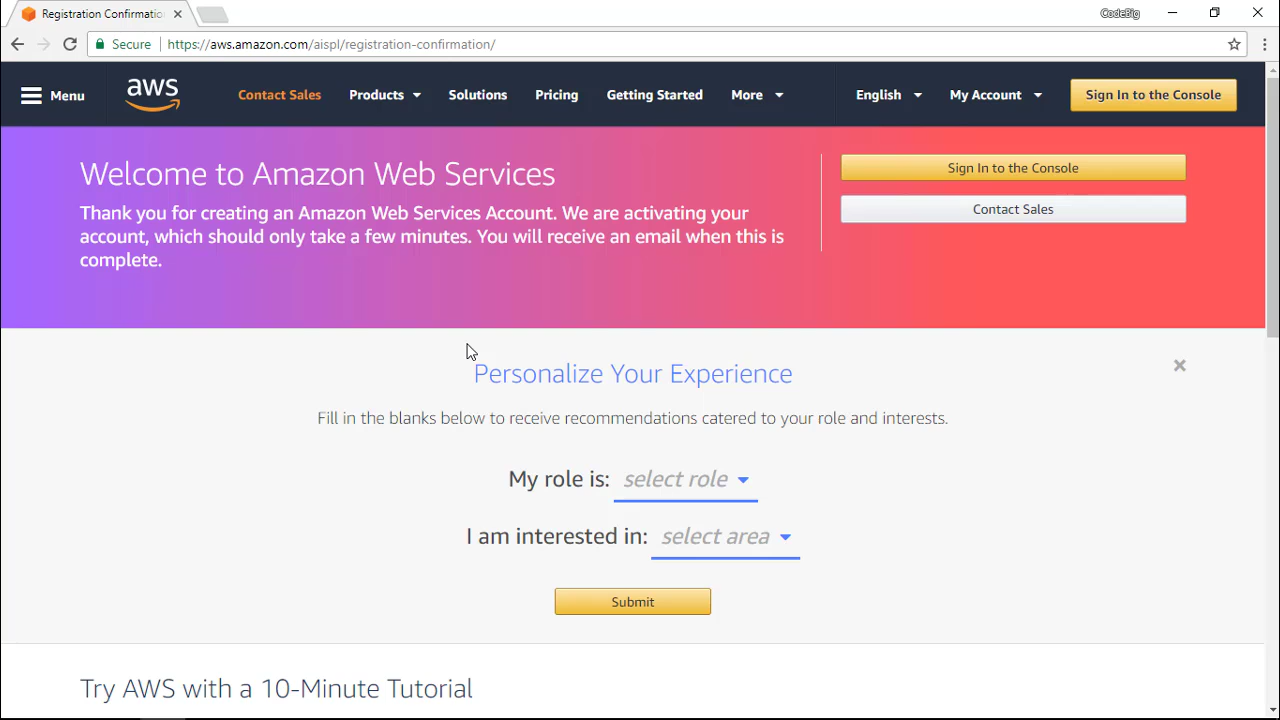 Registration Confirmatio
CodeBig
Secure
https://aws.amazon.com/aispl/registration-confirmation/
Menu
aws
Contact Sales
Products
Solutions
Pricing
Getting Started
More
English
My Account
Sign In to the Console
Welcome to Amazon Web Services
Thank you for creating an Amazon Web Services Account. We are activating your
account, which should only take a few minutes. You will receive an email when this is
complete.
Sign In to the Console
Contact Sales
Personalize Your Experience
Fill in the blanks below to receive recommendations catered to your role and interests.
My role is: select role
I am interested in: select area
Submit
Try AWS with a 10-Minute Tutorial